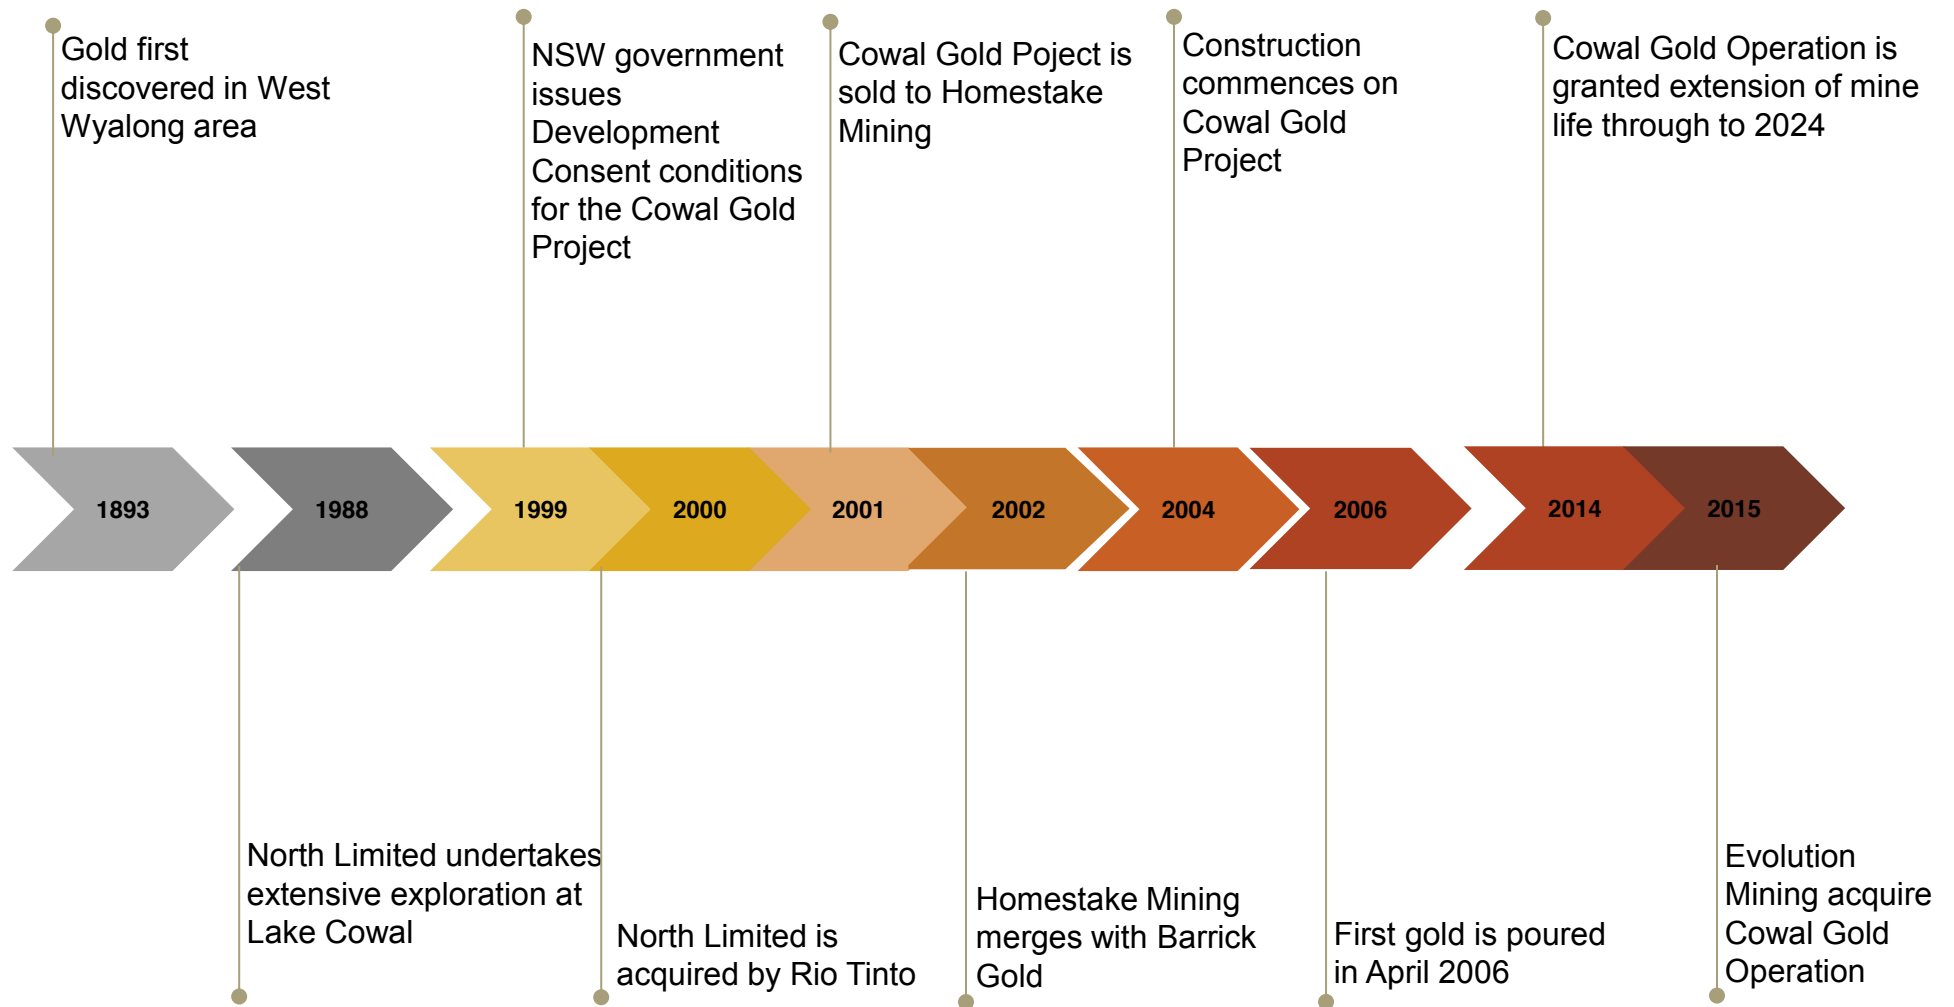 Gold first
discovered in West
Wyalong area
NSW government
issues
Development
Consent conditions
for the Cowal Gold
Project
Cowal Gold Poject is
sold to Homestake
Mining
Construction
commences on
Cowal Gold
Project
Cowal Gold Operation is
granted extension of mine
life through to 2024
1893
1988
1999
2000
2001
2002
2004
2006
2014
2015
North Limited undertakes
extensive exploration at
Lake Cowal
North Limited is
acquired by Rio Tinto
Homestake Mining
merges with Barrick
Gold
First gold is poured
in April 2006
Evolution
Mining acquire
Cowal Gold
Operation